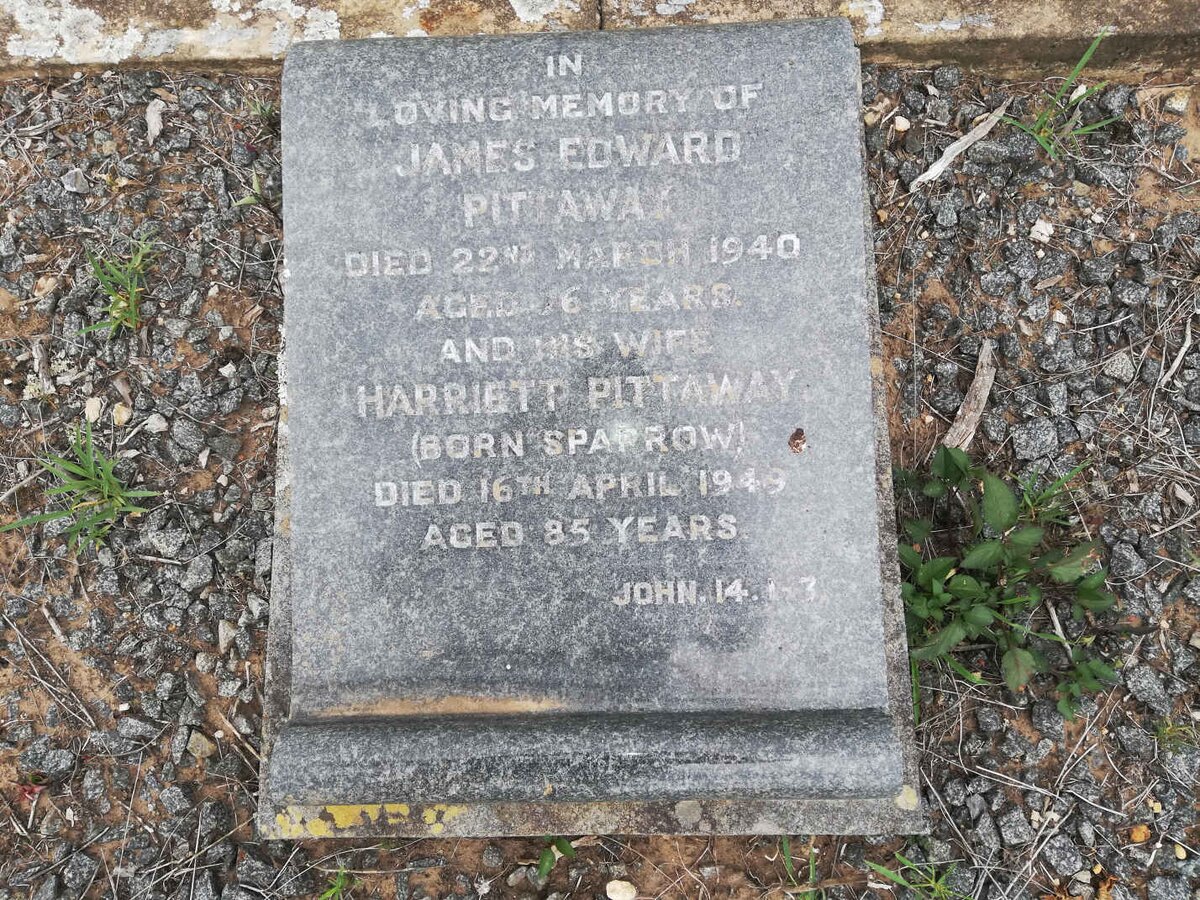 IN
LOVING MEMORY OF
JAMES EDWARD
PITTAWAY
DIED 22ND MARCH 1940
AGED 76 YEARS.
AND HIS WIFE
HARRIETT PITTAWAY.
(BORN SPARROW)
DIED 16TH APRIL 1949
AGED 85 YEARS.
JOHN. 14. 1-3.